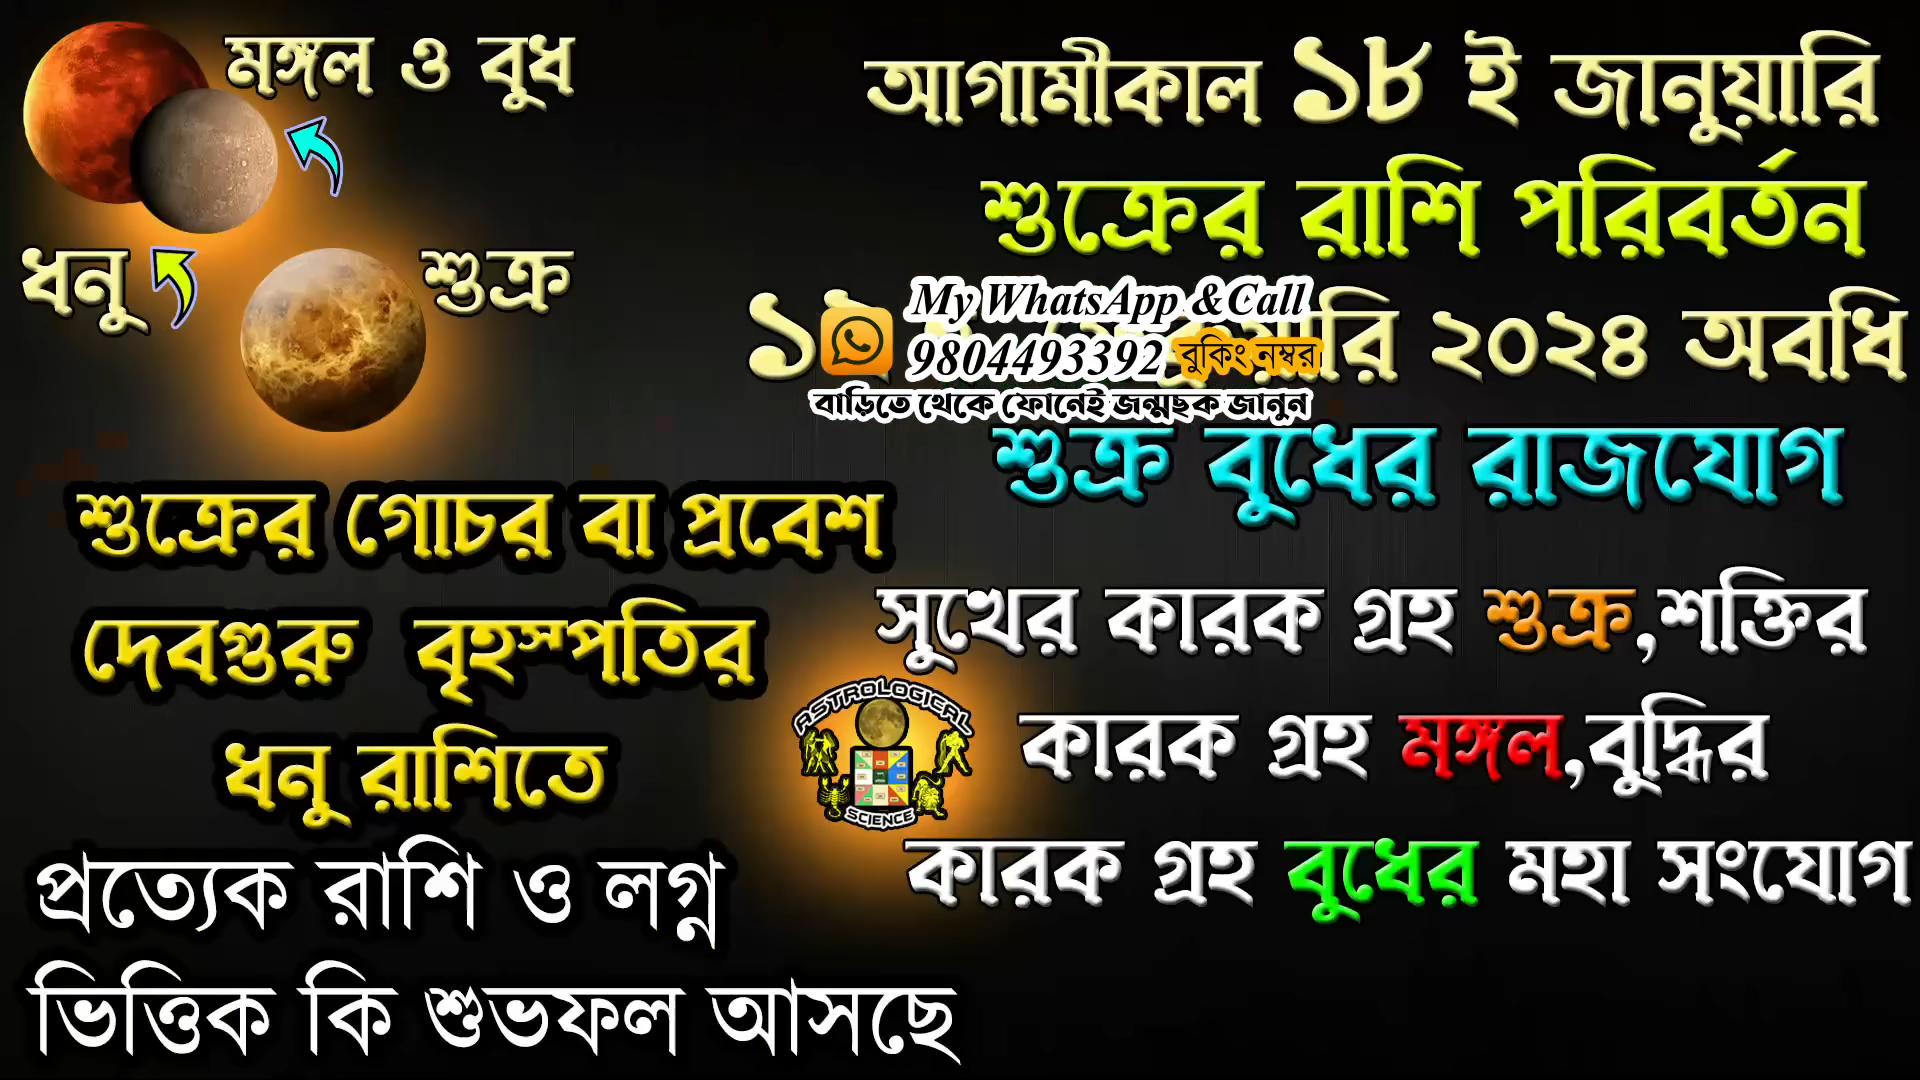 মঙ্গল ও বুধ
ধনু
শুক্র
আগামীকাল ১৮ ই জানুয়ারি
শুক্রের রাশি পরিবর্তন
২০২৪ অবধি
My WhatsApp &Call
9804493392 বুকিং নম্বর
বাড়িতে থেকে ফোনেই জন্মছক জানুন
শুক্র বুধের রাজযোগ
শুক্রের গোচর বা প্রবেশ
দেবগুরু বৃহস্পতির
ধনু রাশিতে
প্রত্যেক রাশি ও লগ্ন
ভিত্তিক কি শুভফল আসছে
সুখের কারক গ্রহ শুক্র,শক্তির
কারক গ্রহ মঙ্গল,বুদ্ধির
কারক গ্রহ বুধের মহা সংযোগ
ASTROLOGICAL
SCIENCE